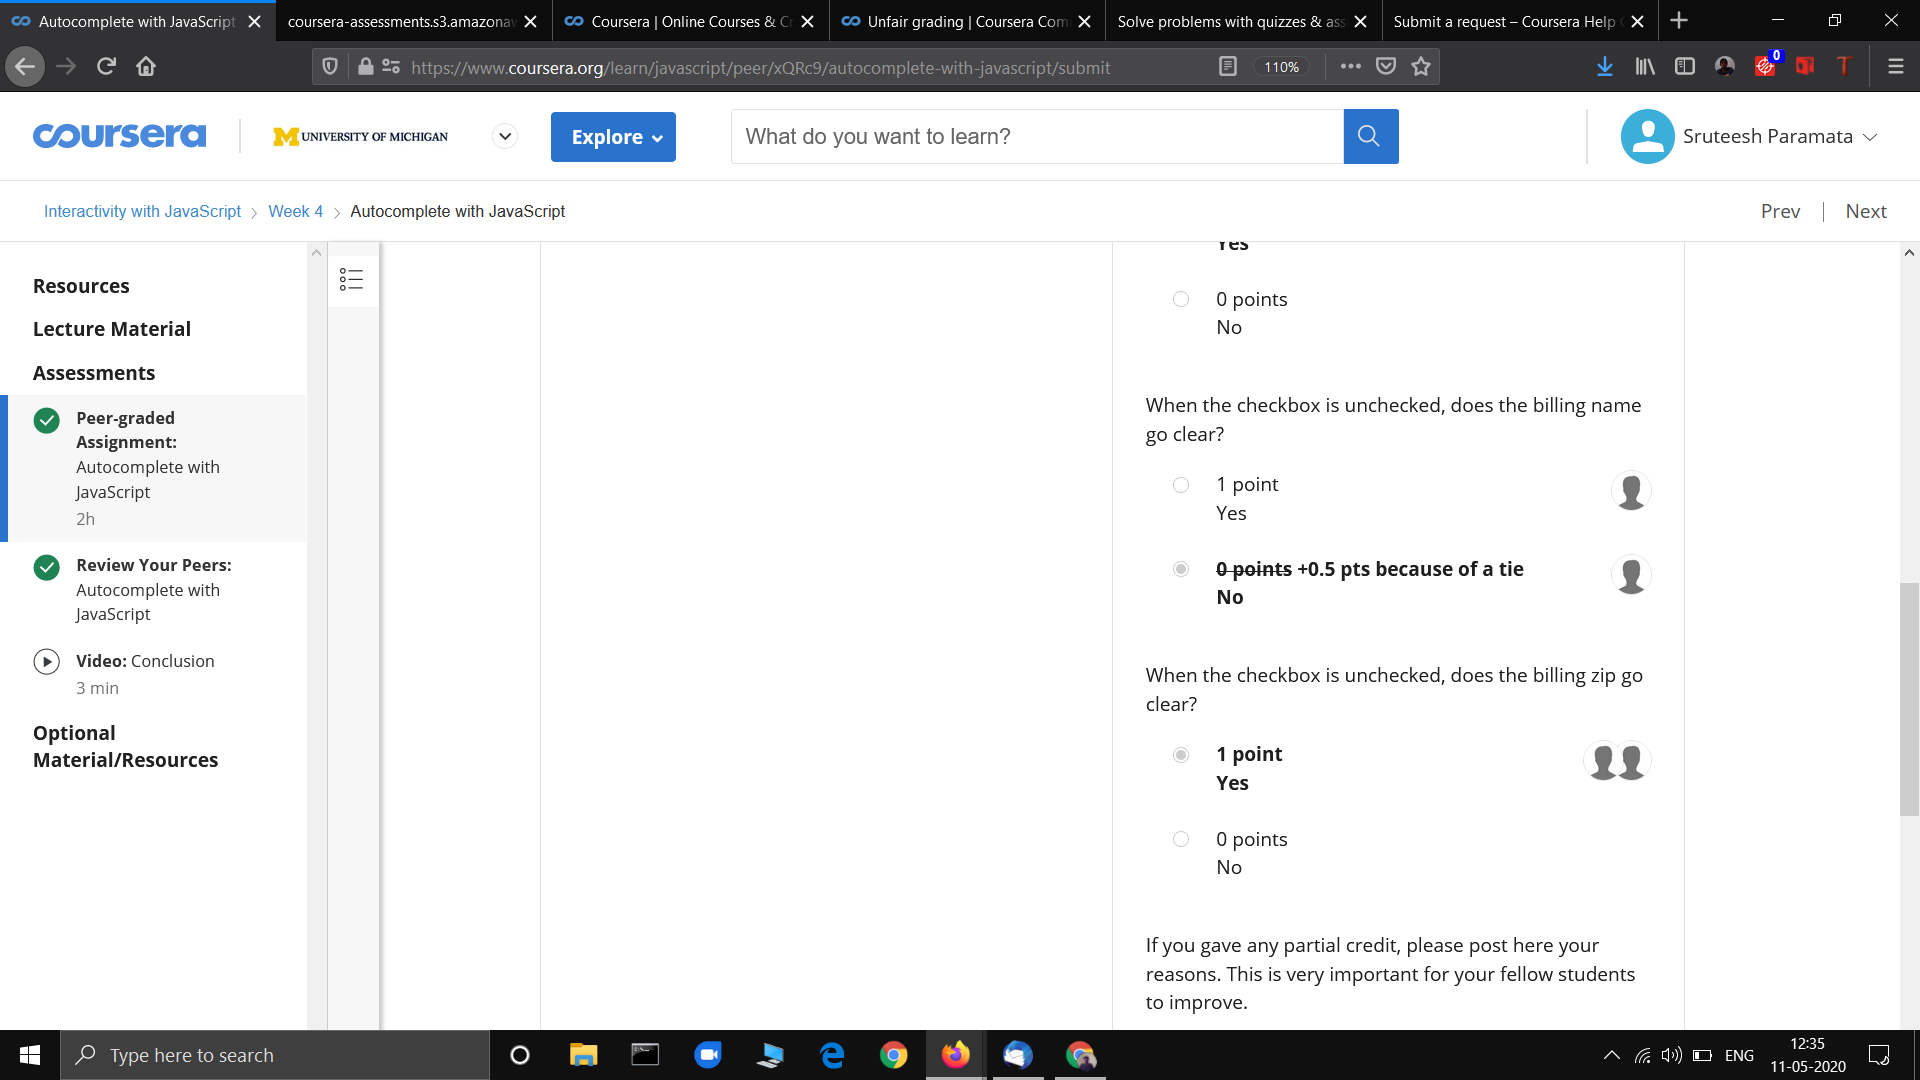 Autocomplete with JavaScript
coursera-assessments.s3.amazonaw
Coursera | Online Courses & Cr
Unfair grading | Coursera Com
Solve problems with quizzes & ass
Submit a request – Coursera Help C
https://www.coursera.org/learn/javascript/peer/xQRc9/autocomplete-with-javascript/submit
110%
0
coursera
M UNIVERSITY OF MICHIGAN
Explore
What do you want to learn?
Sruteesh Paramata
Interactivity with JavaScript
Week 4
Autocomplete with JavaScript
Prev
Next
Resources
Lecture Material
Assessments
Peer-graded
Assignment:
Autocomplete with
JavaScript
2h
Review Your Peers:
Autocomplete with
JavaScript
Video: Conclusion
3 min
Optional
Material/Resources
Yes
0 points
No
When the checkbox is unchecked, does the billing name
go clear?
1 point
Yes
0 points +0.5 pts because of a tie
No
When the checkbox is unchecked, does the billing zip go
clear?
1 point
Yes
0 points
No
If you gave any partial credit, please post here your
reasons. This is very important for your fellow students
to improve.
Type here to search
ENG
12:35
11-05-2020